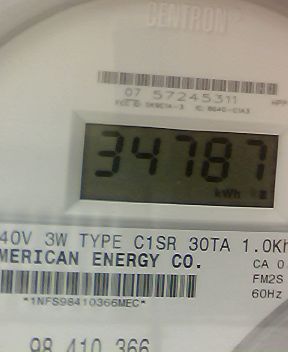 CENTRON
07 57245311
34787
kWh
40V 3W TYPE C1SR 30TA 1.0Kh
MERICAN ENERGY CO.
CA 0
FM2S
*1NFS98410366MEC*
60Hz
98 410 366